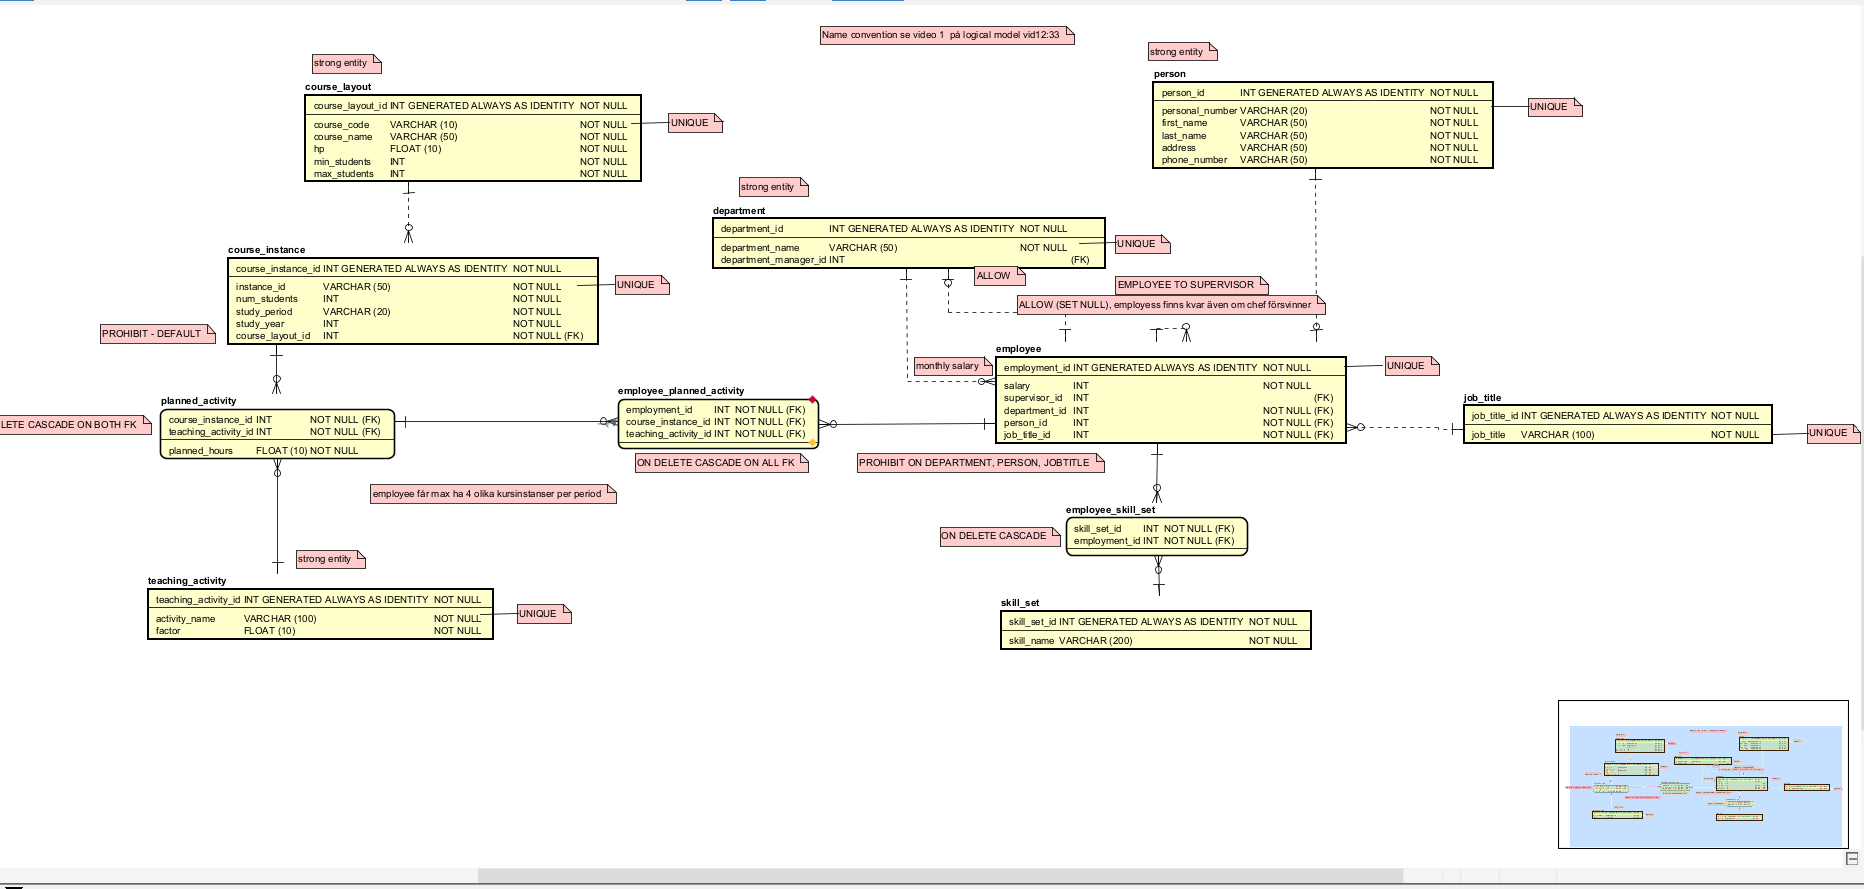 Name convention se video 1 på logical model vid12:33
strong entity
course_layout
course_layout_id INT GENERATED ALWAYS AS IDENTITY NOT NULL
course_code VARCHAR (10) NOT NULL
course_name VARCHAR (50) NOT NULL
hp FLOAT (10) NOT NULL
min_students INT NOT NULL
max_students INT NOT NULL
UNIQUE
strong entity
person
person_id INT GENERATED ALWAYS AS IDENTITY NOT NULL
personal_number VARCHAR (20) NOT NULL
first_name VARCHAR (50) NOT NULL
last_name VARCHAR (50) NOT NULL
address VARCHAR (50) NOT NULL
phone_number VARCHAR (50) NOT NULL
UNIQUE
strong entity
department
department_id INT GENERATED ALWAYS AS IDENTITY NOT NULL
department_name VARCHAR (50) NOT NULL
department_manager_id INT (FK)
UNIQUE
ALLOW
EMPLOYEE TO SUPERVISOR
ALLOW (SET NULL), employess finns kvar även om chef försvinner
course_instance
course_instance_id INT GENERATED ALWAYS AS IDENTITY NOT NULL
instance_id VARCHAR (50) NOT NULL
num_students INT NOT NULL
study_period VARCHAR (20) NOT NULL
study_year INT NOT NULL
course_layout_id INT NOT NULL (FK)
UNIQUE
PROHIBIT - DEFAULT
employee
employment_id INT GENERATED ALWAYS AS IDENTITY NOT NULL
salary INT NOT NULL
supervisor_id INT (FK)
department_id INT NOT NULL (FK)
person_id INT NOT NULL (FK)
job_title_id INT NOT NULL (FK)
UNIQUE
monthly salary
planned_activity
course_instance_id INT NOT NULL (FK)
teaching_activity_id INT NOT NULL (FK)
planned_hours FLOAT (10) NOT NULL
LETE CASCADE ON BOTH FK
employee_planned_activity
employment_id INT NOT NULL (FK)
course_instance_id INT NOT NULL (FK)
teaching_activity_id INT NOT NULL (FK)
ON DELETE CASCADE ON ALL FK
PROHIBIT ON DEPARTMENT, PERSON, JOBTITLE
job_title
job_title_id INT GENERATED ALWAYS AS IDENTITY NOT NULL
job_title VARCHAR (100) NOT NULL
UNIQUE
employee får max ha 4 olika kursinstanser per period
employee_skill_set
skill_set_id INT NOT NULL (FK)
employment_id INT NOT NULL (FK)
ON DELETE CASCADE
strong entity
teaching_activity
teaching_activity_id INT GENERATED ALWAYS AS IDENTITY NOT NULL
activity_name VARCHAR (100) NOT NULL
factor FLOAT (10) NOT NULL
UNIQUE
skill_set
skill_set_id INT GENERATED ALWAYS AS IDENTITY NOT NULL
skill_name VARCHAR (200) NOT NULL